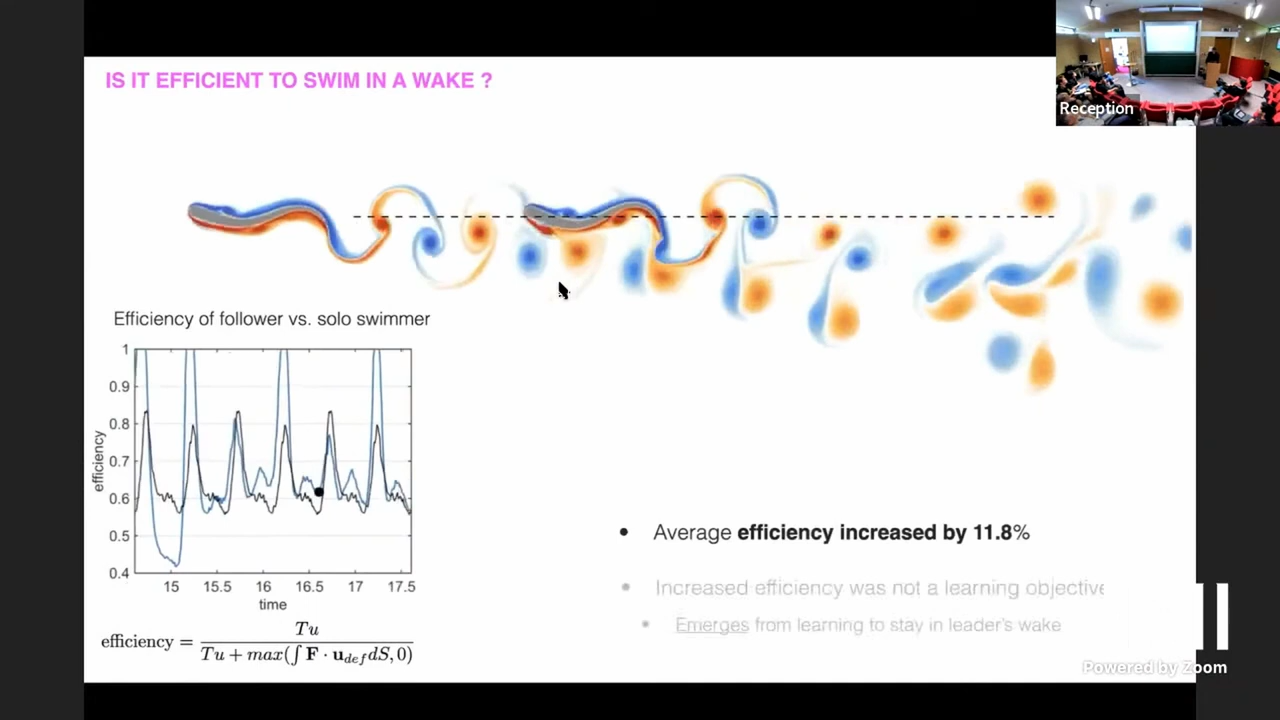 IS IT EFFICIENT TO SWIM IN A WAKE ?
Reception
Efficiency of follower vs. solo swimmer
1
0.9
0.8
0.7
0.6
0.5
0.4
efficiency
15 15.5 16 16.5 17 17.5
time
efficiency = Tu / Tu + max(∫ F · u_def dS, 0)
• Average efficiency increased by 11.8%
• Increased efficiency was not a learning objective
• Emerges from learning to stay in leader's wake
Powered by Zoom